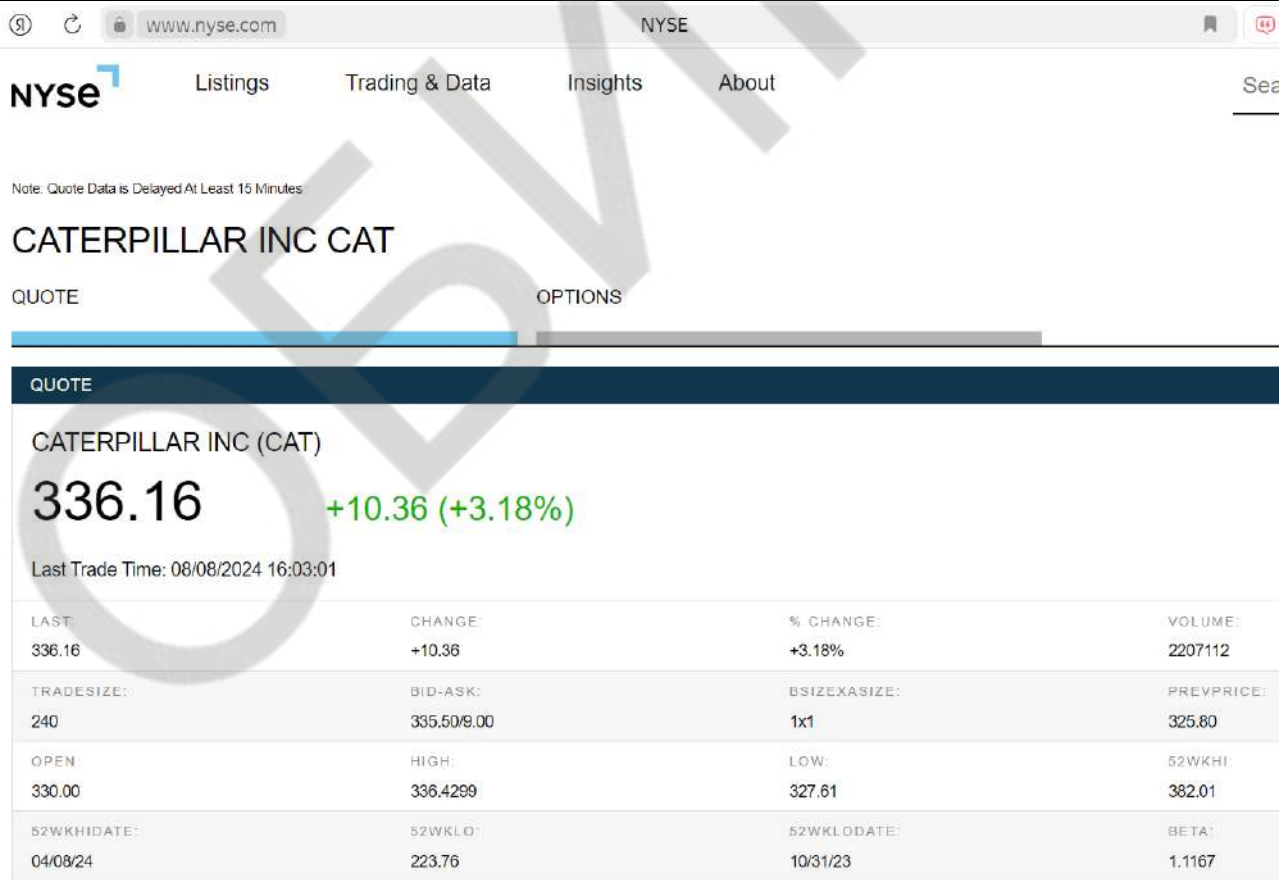 www.nyse.com NYSE
NYSE Listings Trading & Data Insights About
Note: Quote Data is Delayed At Least 15 Minutes
CATERPILLAR INC CAT
QUOTE OPTIONS
QUOTE
CATERPILLAR INC (CAT)
336.16 +10.36 (+3.18%)
Last Trade Time: 08/08/2024 16:03:01
LAST: CHANGE: % CHANGE: VOLUME:
336.16 +10.36 +3.18% 2207112
TRADESIZE: BID-ASK: BSIZEXASIZE: PREVPRICE:
240 335.50/9.00 1x1 325.80
OPEN: HIGH: LOW: 52WKHI:
330.00 336.4299 327.61 382.01
52WKHIDATE: 52WKLO: 52WKLODATE: BETA:
04/08/24 223.76 10/31/23 1.1167